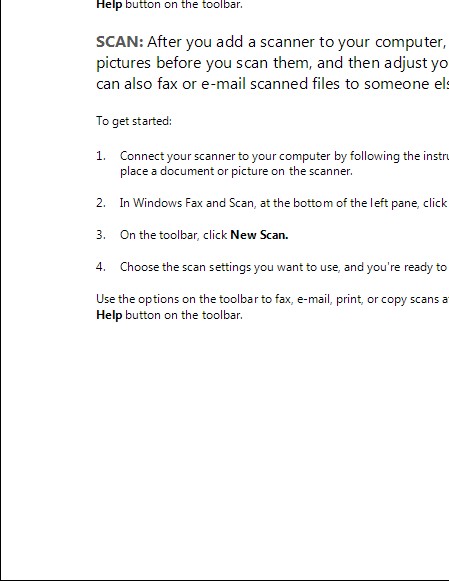 Help button on the toolbar.
SCAN: After you add a scanner to your computer,
pictures before you scan them, and then adjust yo
can also fax or e-mail scanned files to someone els
To get started:
1. Connect your scanner to your computer by following the instru
place a document or picture on the scanner.
2. In Windows Fax and Scan, at the bottom of the left pane, click
3. On the toolbar, click New Scan.
4. Choose the scan settings you want to use, and you're ready to
Use the options on the toolbar to fax, e-mail, print, or copy scans a
Help button on the toolbar.